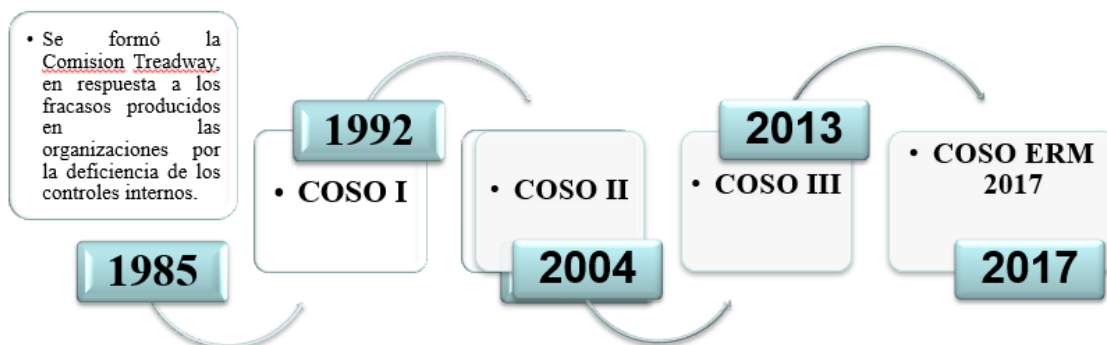 • Se formó la
Comision Treadway,
en respuesta a los
fracasos producidos
en las
organizaciones por
la deficiencia de los
controles internos.
1985
1992
• COSO I
• COSO II
2004
2013
• COSO III
• COSO ERM
2017
2017